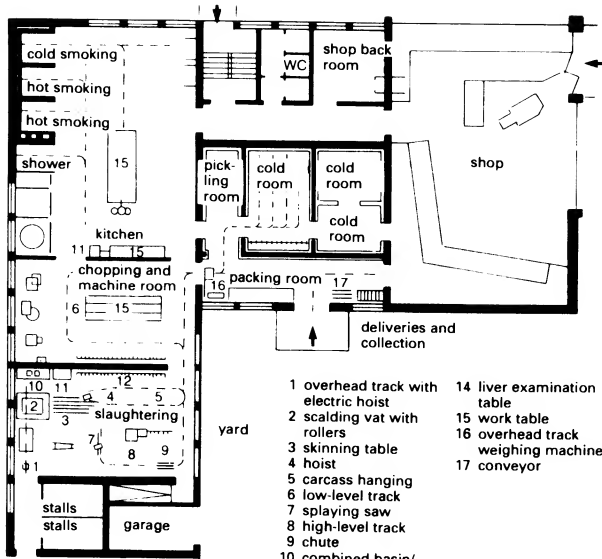 cold smoking
hot smoking
hot smoking
shower
15
kitchen
11
15
WC
shop back
room
shop
pick-
ling
room
cold
room
cold
room
cold
room
packing room
16
17
deliveries and
collection
chopping and
machine room
6
15
10
11
12
2
4
5
3
slaughtering
7
8
9
1
yard
stalls
stalls
garage
1 overhead track with
electric hoist
2 scalding vat with
rollers
3 skinning table
4 hoist
5 carcass hanging
6 low-level track
7 splaying saw
8 high-level track
9 chute
10 combined basin/
14 liver examination
table
15 work table
16 overhead track
weighing machine
17 conveyor